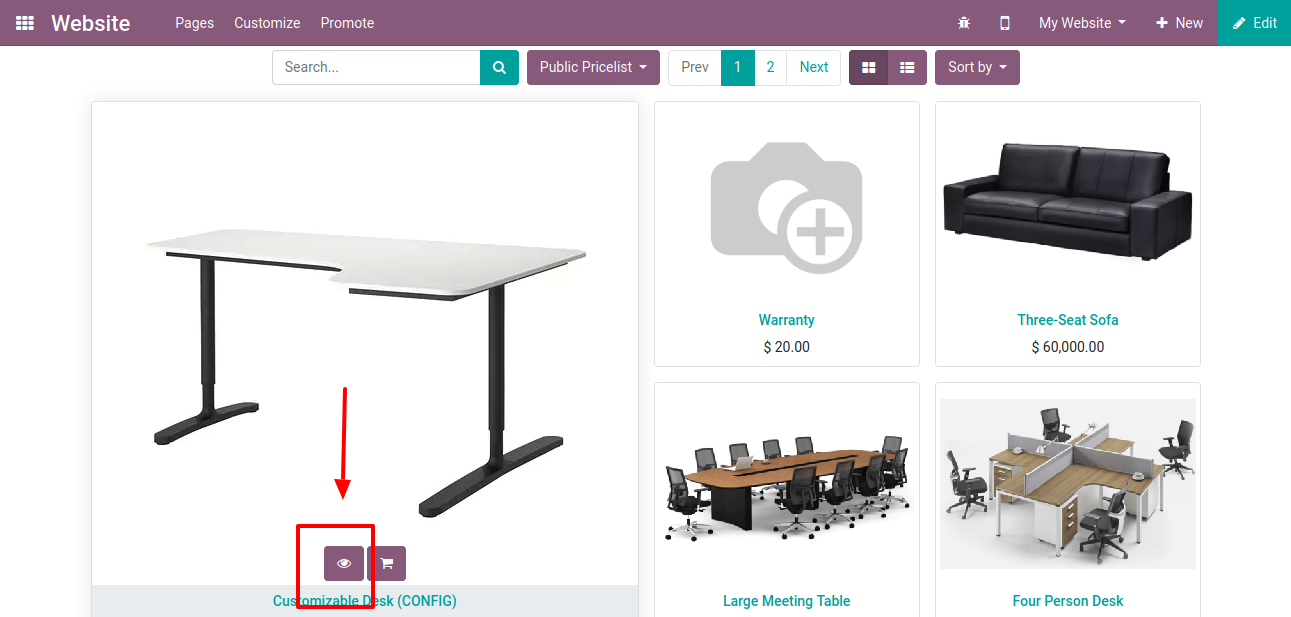 Website Pages Customize Promote My Website New Edit
Search... Public Pricelist Prev 1 2 Next Sort by
Warranty
$ 20.00
Three-Seat Sofa
$ 60,000.00
Customizable Desk (CONFIG)
Large Meeting Table
Four Person Desk